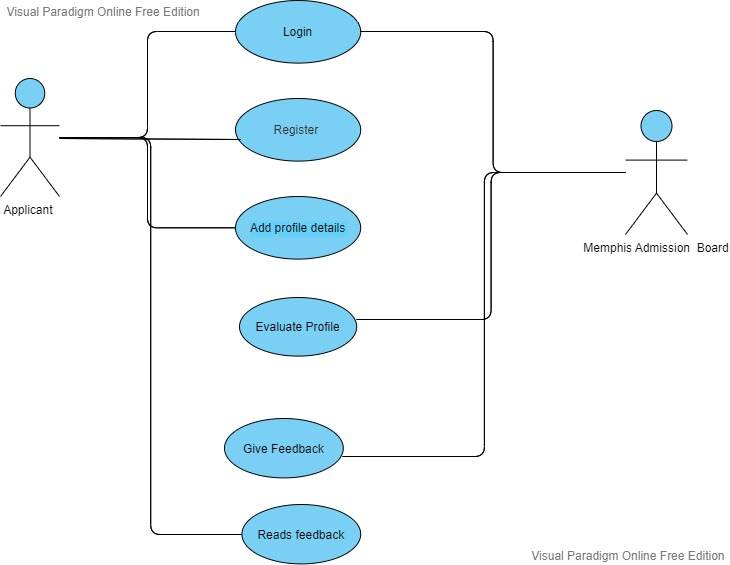 Visual Paradigm Online Free Edition
Login
Register
Applicant
Add profile details
Memphis Admission  Board
Evaluate Profile
Give Feedback
Reads feedback
Visual Paradigm Online Free Edition